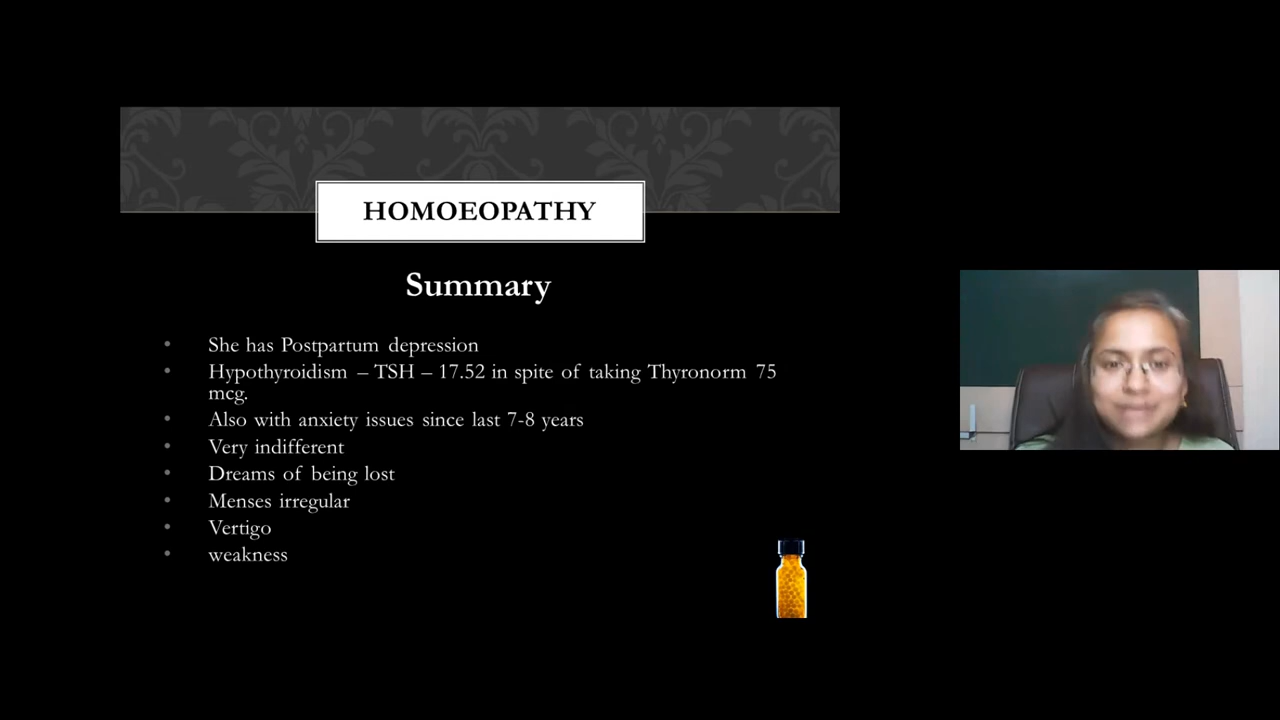 HOMOEOPATHY
Summary
• She has Postpartum depression
• Hypothyroidism – TSH – 17.52 in spite of taking Thyronorm 75
mcg.
• Also with anxiety issues since last 7-8 years
• Very indifferent
• Dreams of being lost
• Menses irregular
• Vertigo
• weakness